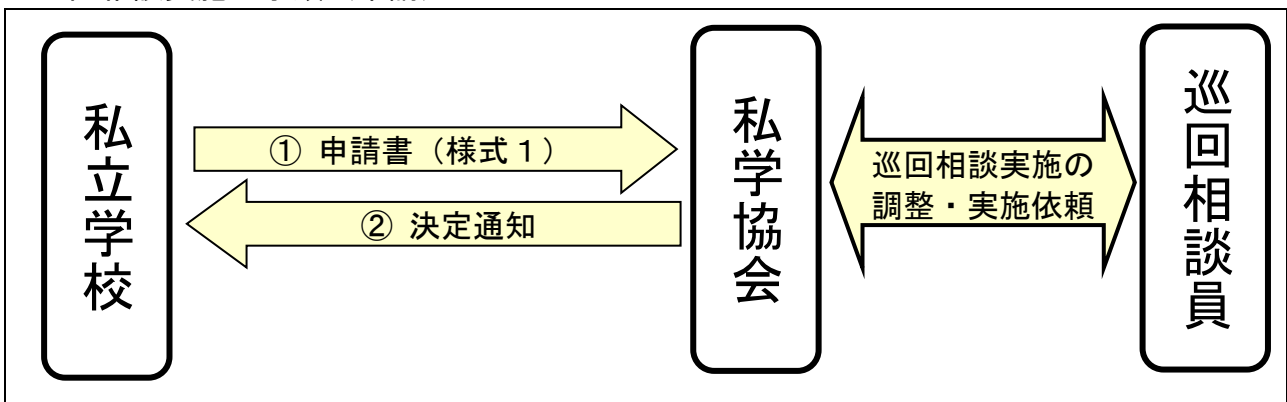 私立学校
① 申請書（様式１）
② 決定通知
私学協会
巡回相談実施の
調整・実施依頼
巡回相談員